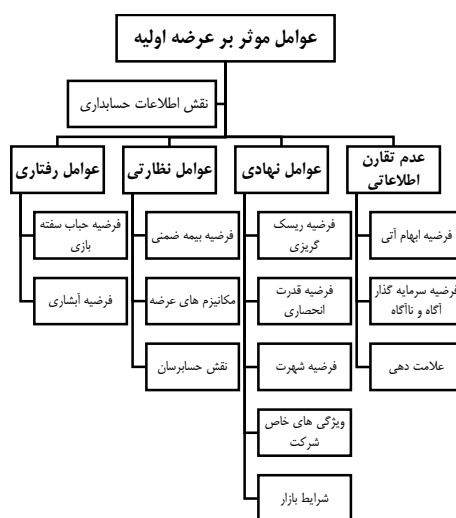 عوامل موثر بر عرضه اولیه
نقش اطلاعات حسابداری
عدم تقارن
اطلاعاتی
فرضیه ابهام آتی
فرضیه سرمایه گذار
آگاه و ناآگاه
علامت دهی
عوامل نهادی
فرضیه ریسک
گریزی
فرضیه قدرت
انحصاری
فرضیه شهرت
ویژگی های خاص
شرکت
شرایط بازار
عوامل نظارتی
فرضیه بیمه ضمنی
مکانیزم های عرضه
نقش حسابرسان
عوامل رفتاری
فرضیه حباب سفته
بازی
فرضیه آبشاری